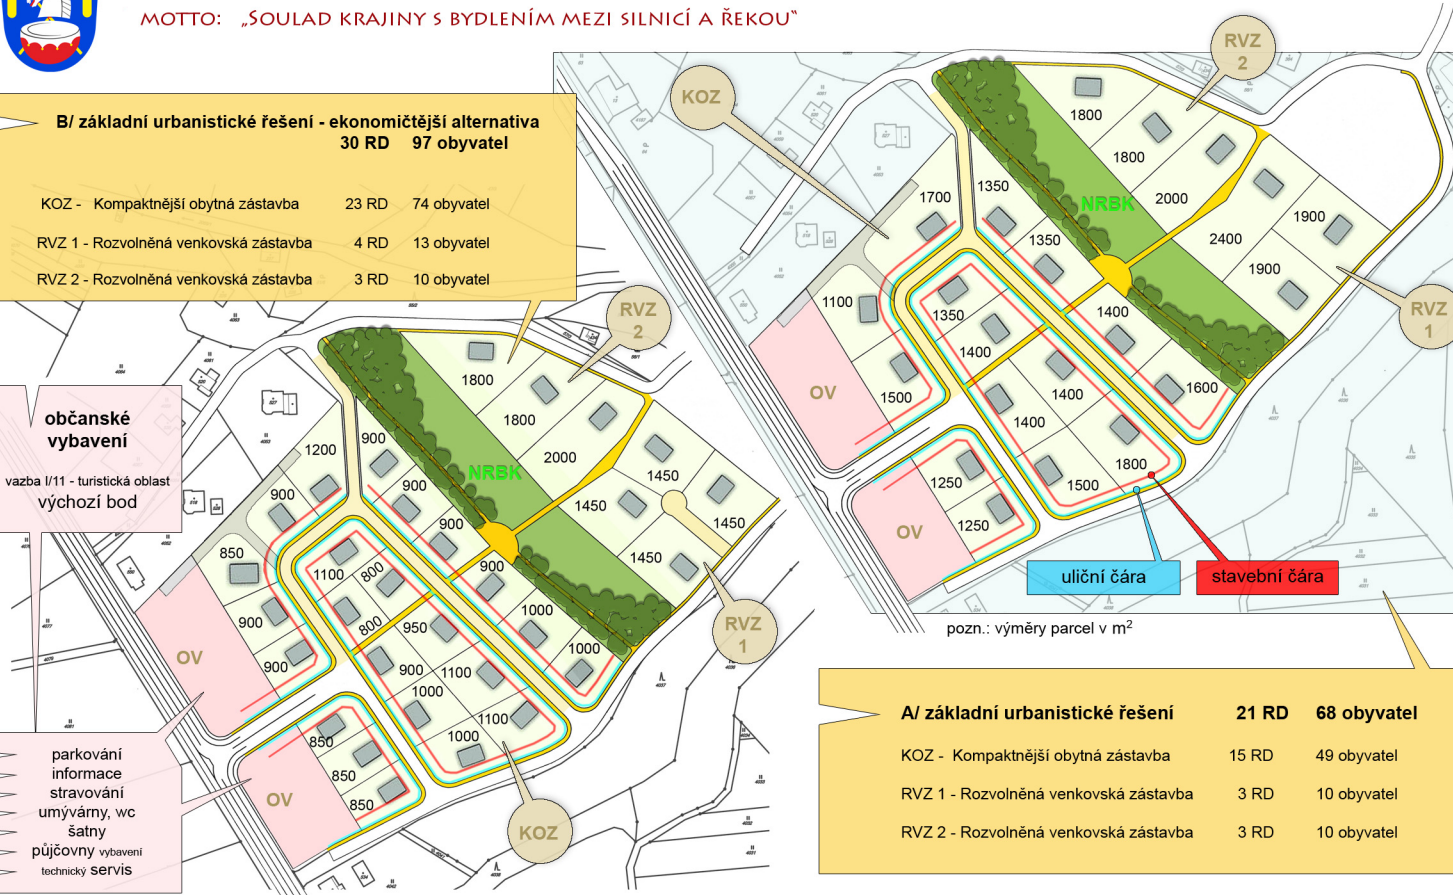 MOTTO: „SOULAD KRAJINY S BYDLENÍM MEZI SILNICÍ A ŘEKOU“
B/ základní urbanistické řešení - ekonomičtější alternativa
30 RD 97 obyvatel
KOZ - Kompaktnější obytná zástavba 23 RD 74 obyvatel
RVZ 1 - Rozvolněná venkovská zástavba 4 RD 13 obyvatel
RVZ 2 - Rozvolněná venkovská zástavba 3 RD 10 obyvatel
občanské
vybavení
vazba I/11 - turistická oblast
výchozí bod
parkování
informace
stravování
umývárny, wc
šatny
půjčovny vybavení
technický servis
RVZ
2
1800
1800
2000
NRBK
1450
1450
1450
1450
RVZ
1
1200
900
900
900
900
850
900
900
1100
800
800
950
900
1100
1000
1100
1000
900
1000
1000
OV
OV
850
850
850
KOZ
KOZ
RVZ
2
1800
1800
2000
NRBK
1900
2400
1900
RVZ
1
1700
1350
1350
1100
1350
1400
1400
1500
1400
1400
1600
1800
1500
OV
1250
1250
OV
uliční čára
stavební čára
pozn.: výměry parcel v m²
A/ základní urbanistické řešení 21 RD 68 obyvatel
KOZ - Kompaktnější obytná zástavba 15 RD 49 obyvatel
RVZ 1 - Rozvolněná venkovská zástavba 3 RD 10 obyvatel
RVZ 2 - Rozvolněná venkovská zástavba 3 RD 10 obyvatel